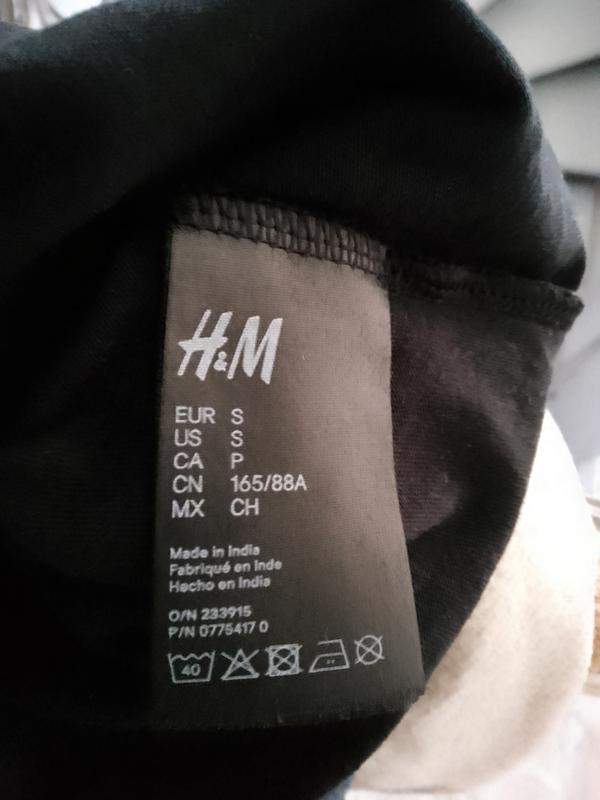 H&M
EUR S
US S
CA P
CN 165/88A
MX CH
Made in India
Fabriqué en Inde
Hecho en India
O/N 233915
P/N 0775417 0
40